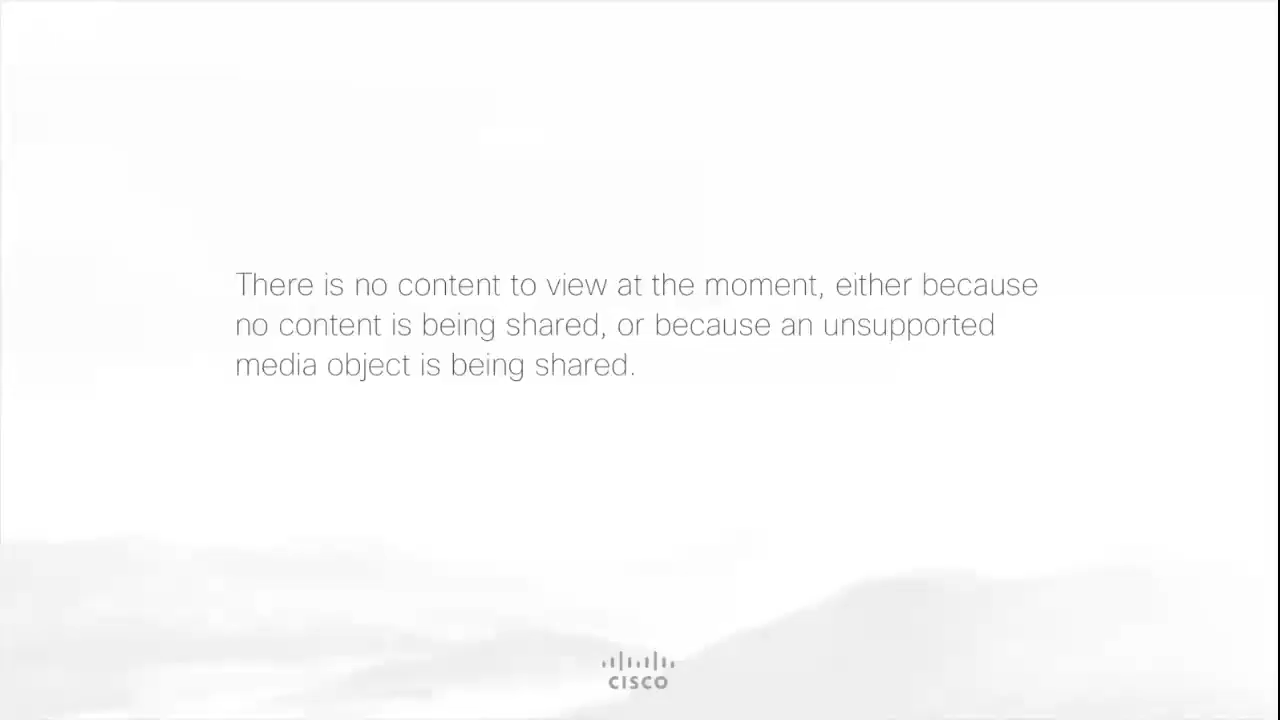 There is no content to view at the moment, either because
no content is being shared, or because an unsupported
media object is being shared.
CISCO